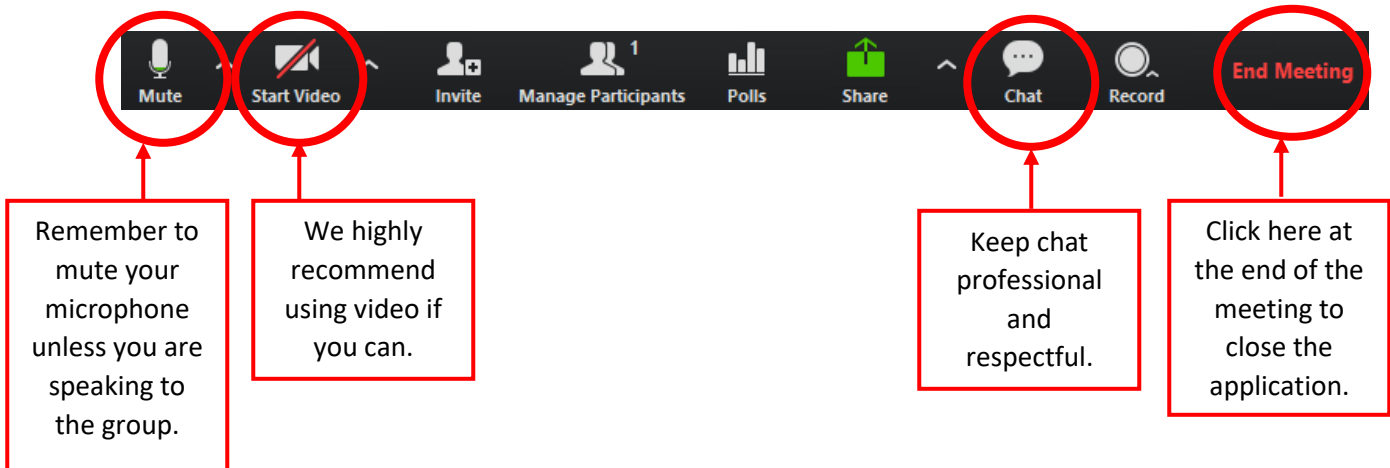 1
Mute Start Video Invite Manage Participants Polls Share Chat Record End Meeting
Remember to
mute your
microphone
unless you are
speaking to
the group.
We highly
recommend
using video if
you can.
Keep chat
professional
and
respectful.
Click here at
the end of the
meeting to
close the
application.